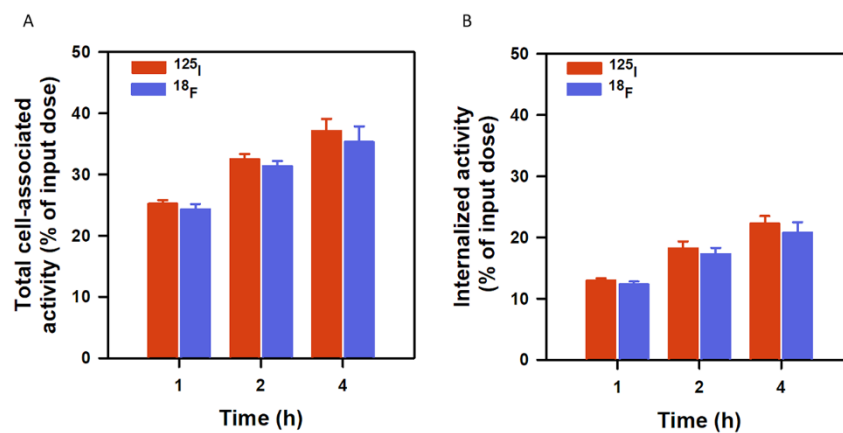 A
Total cell-associated
activity (% of input dose)
50
40
30
20
10
0
¹²⁵I
¹⁸F
1 2 4
Time (h)
B
Internalized activity
(% of input dose)
50
40
30
20
10
0
¹²⁵I
¹⁸F
1 2 4
Time (h)